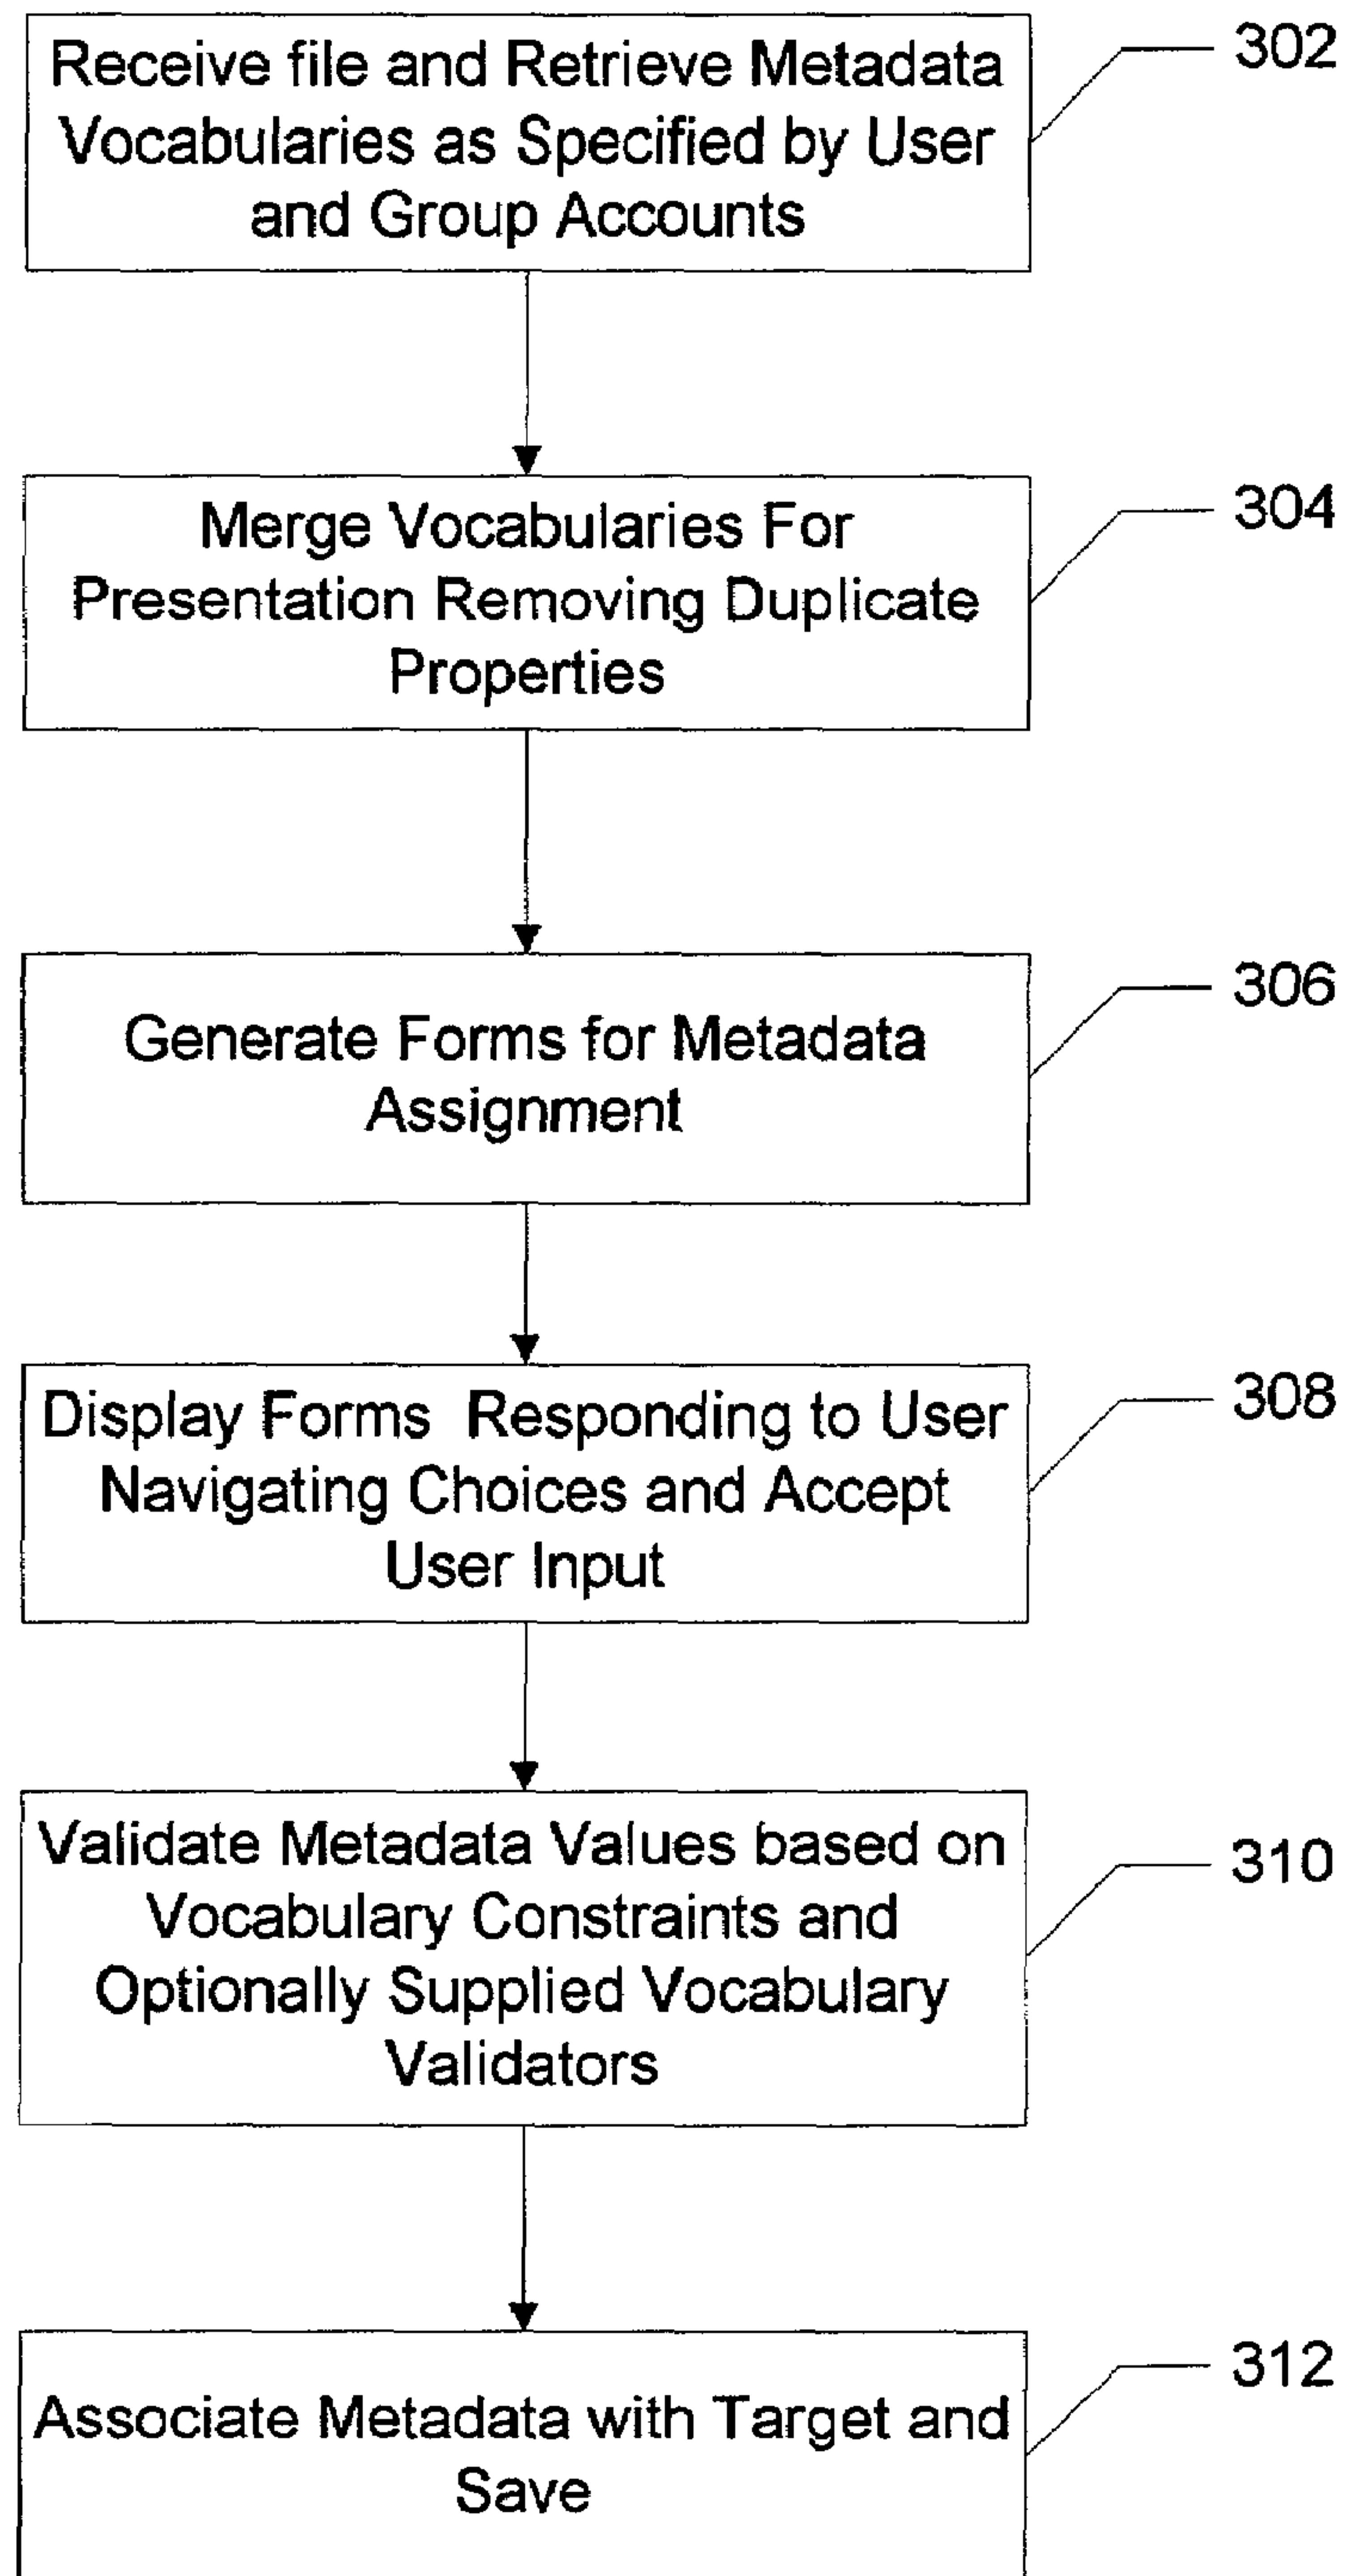 Receive file and Retrieve Metadata
Vocabularies as Specified by User
and Group Accounts
302
Merge Vocabularies For
Presentation Removing Duplicate
Properties
304
Generate Forms for Metadata
Assignment
306
Display Forms Responding to User
Navigating Choices and Accept
User Input
308
Validate Metadata Values based on
Vocabulary Constraints and
Optionally Supplied Vocabulary
Validators
310
Associate Metadata with Target and
Save
312